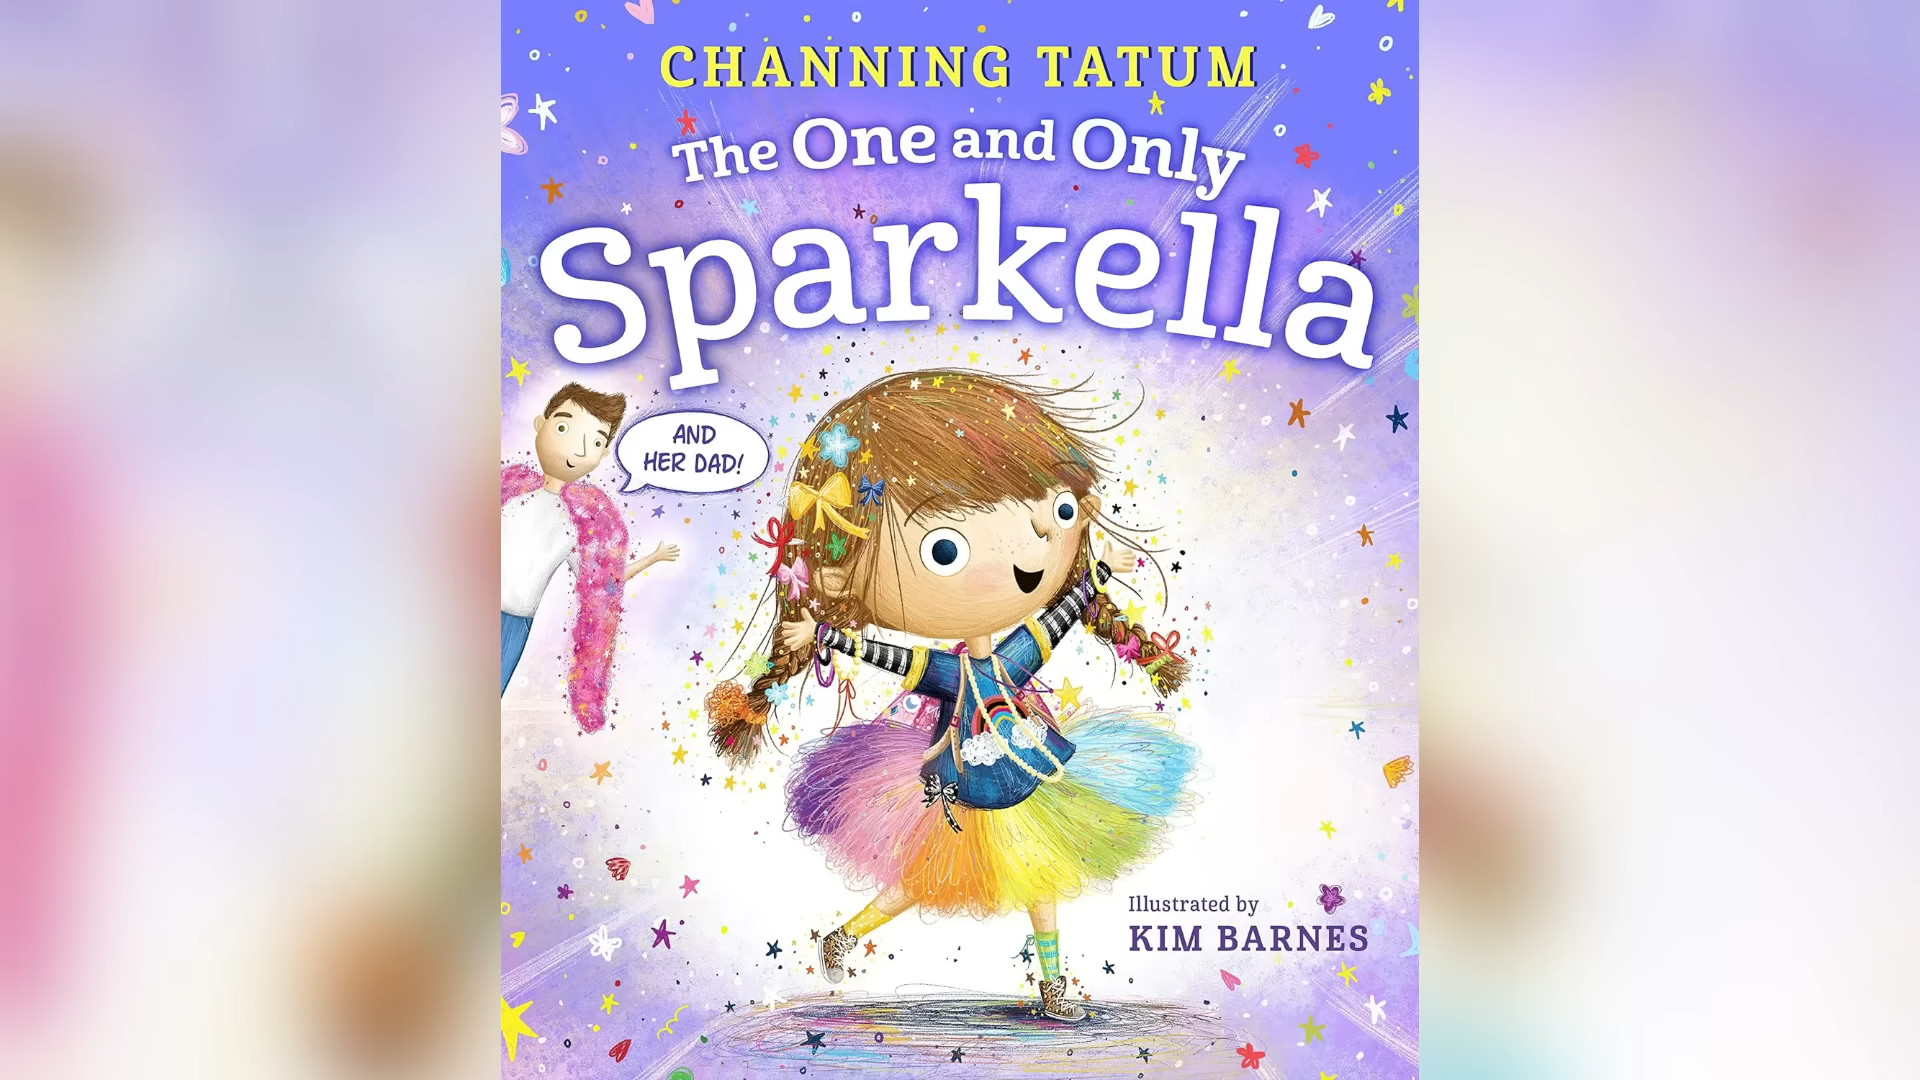 CHANNING TATUM
The One and Only
Sparkella
AND
HER DAD!
Illustrated by
KIM BARNES